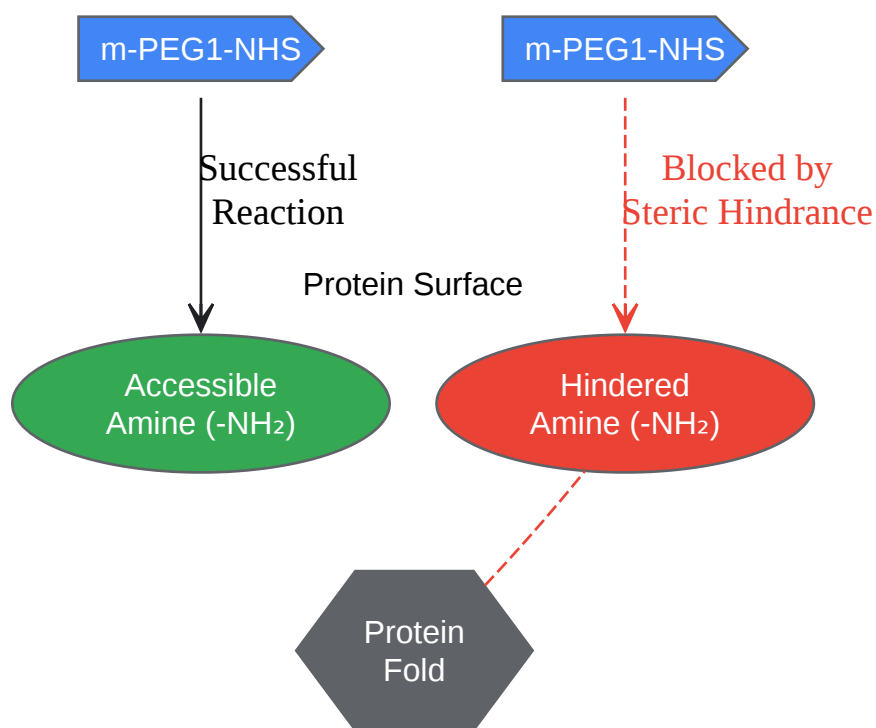 m-PEG1-NHS
m-PEG1-NHS
Successful
Reaction
Blocked by
Steric Hindrance
Protein Surface
Accessible
Amine (-NH₂)
Hindered
Amine (-NH₂)
Protein
Fold